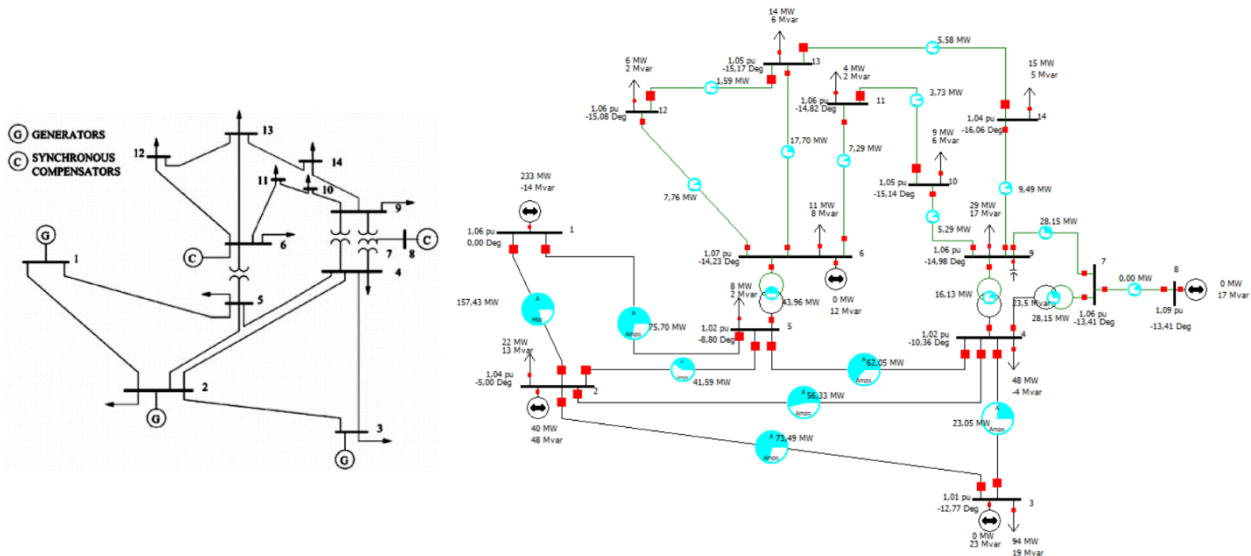 G GENERATORS
C SYNCHRONOUS
COMPENSATORS
13
12
14
11
10
9
G
6
C
7
8
C
1
4
5
2
G
3
G
14 MW
6 Mvar
1,05 pu
-15,17 Deg
13
5,58 MW
6 MW
2 Mvar
1,59 MW
4 MW
2 Mvar
15 MW
5 Mvar
1,06 pu
-15,08 Deg
12
1,06 pu
-14,82 Deg
11
3,73 MW
1,04 pu
-16,06 Deg
14
17,70 MW
7,29 MW
9 MW
6 Mvar
7,76 MW
1,05 pu
-15,14 Deg
10
9,49 MW
233 MW
-14 Mvar
11 MW
8 Mvar
5.29 MW
29 MW
17 Mvar
28,15 MW
1.06 pu
0,00 Deg
1
1,07 pu
-14,23 Deg
6
1,06 pu
-14,98 Deg
9
7
0,00 MW
8
0 MW
17 Mvar
0 MW
12 Mvar
8 MW
2 Mvar
43,96 MW
16,13 MW
23,5 Mvar
28,15 MW
1,06 pu
-13,41 Deg
1,09 pu
-13,41 Deg
157,43 MW
A
MW
A
Amps
75,70 MW
1,02 pu
-8,80 Deg
5
1,02 pu
-10,36 Deg
4
22 MW
13 Mvar
1,04 pu
-5,00 Deg
2
A
41,59 MW
A
62,05 MW
Amps
48 MW
-4 Mvar
A
56,33 MW
Amps
40 MW
48 Mvar
A
23,05 MW
Amps
A
73,49 MW
Amps
1,01 pu
-12,77 Deg
3
0 MW
23 Mvar
94 MW
19 Mvar